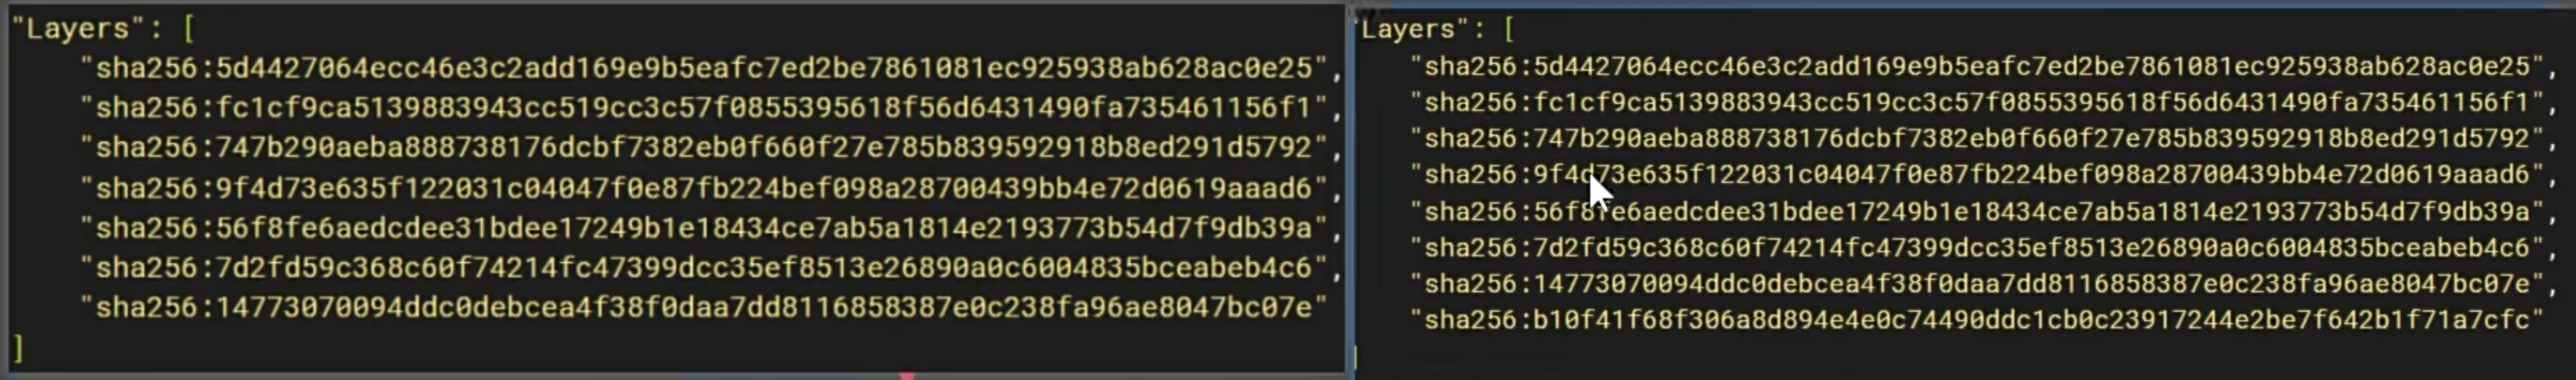 "Layers": [
"sha256:5d4427064ecc46e3c2add169e9b5eafc7ed2be7861081ec925938ab628ac0e25",
"sha256:fc1cf9ca5139883943cc519cc3c57f0855395618f56d6431490fa735461156f1",
"sha256:747b290aeba888738176dcbf7382eb0f660f27e785b839592918b8ed291d5792",
"sha256:9f4d73e635f122031c04047f0e87fb224bef098a28700439bb4e72d0619aaad6",
"sha256:56f8fe6aedcdee31bdee17249b1e18434ce7ab5a1814e2193773b54d7f9db39a",
"sha256:7d2fd59c368c60f74214fc47399dcc35ef8513e26890a0c6004835bceabeb4c6",
"sha256:14773070094ddc0debcea4f38f0daa7dd8116858387e0c238fa96ae8047bc07e"
]
Layers": [
"sha256:5d4427064ecc46e3c2add169e9b5eafc7ed2be7861081ec925938ab628ac0e25",
"sha256:fc1cf9ca5139883943cc519cc3c57f0855395618f56d6431490fa735461156f1",
"sha256:747b290aeba888738176dcbf7382eb0f660f27e785b839592918b8ed291d5792",
"sha256:9f4d73e635f122031c04047f0e87fb224bef098a28700439bb4e72d0619aaad6",
"sha256:56f8fe6aedcdee31bdee17249b1e18434ce7ab5a1814e2193773b54d7f9db39a",
"sha256:7d2fd59c368c60f74214fc47399dcc35ef8513e26890a0c6004835bceabeb4c6",
"sha256:14773070094ddc0debcea4f38f0daa7dd8116858387e0c238fa96ae8047bc07e",
"sha256:b10f41f68f306a8d894e4e0c74490ddc1cb0c23917244e2be7f642b1f71a7cfc"
]